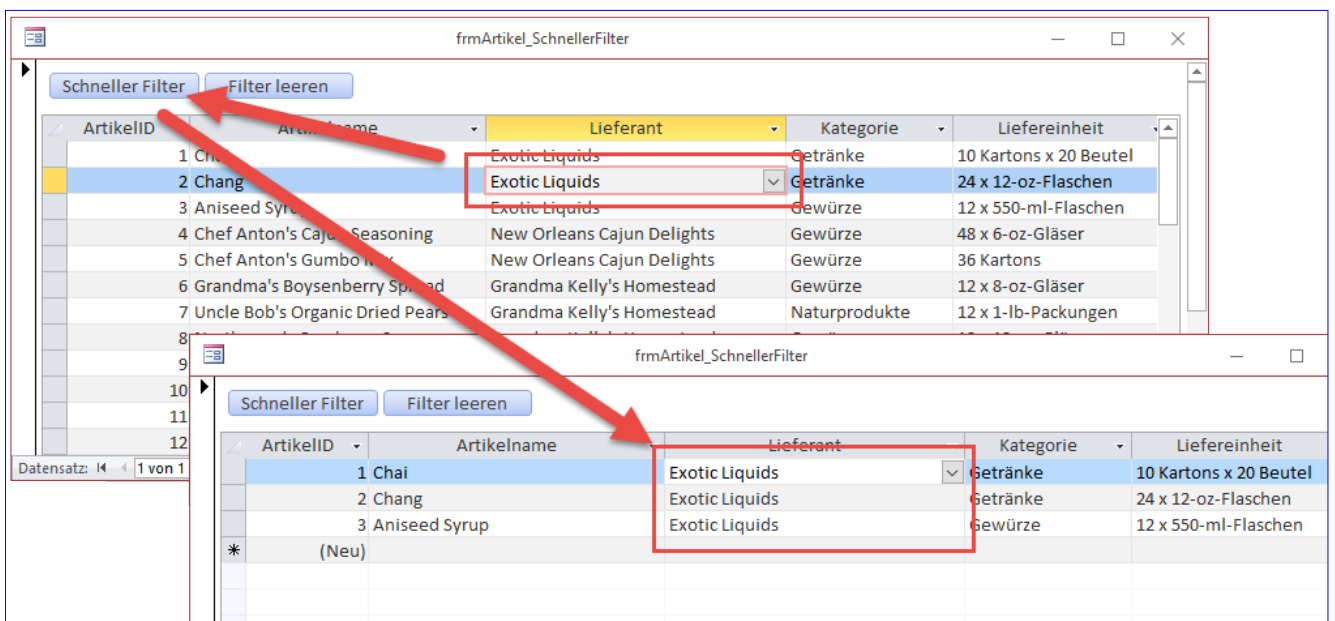 frmArtikel_SchnellerFilter
Schneller Filter Filter leeren
ArtikelID Lieferant Kategorie Liefereinheit
1 Exotic Liquids Getränke 10 Kartons x 20 Beutel
2 Chang Exotic Liquids Getränke 24 x 12-oz-Flaschen
3 Aniseed Syrup Exotic Liquids Gewürze 12 x 550-ml-Flaschen
4 Chef Anton's Cajun Seasoning New Orleans Cajun Delights Gewürze 48 x 6-oz-Gläser
5 Chef Anton's Gumbo New Orleans Cajun Delights Gewürze 36 Kartons
6 Grandma's Boysenberry Spread Grandma Kelly's Homestead Gewürze 12 x 8-oz-Gläser
7 Uncle Bob's Organic Dried Pears Grandma Kelly's Homestead Naturprodukte 12 x 1-lb-Packungen
8
9
10
11
12
Datensatz: 1 von 1
frmArtikel_SchnellerFilter
Schneller Filter Filter leeren
ArtikelID Artikelname Lieferant Kategorie Liefereinheit
1 Chai Exotic Liquids Getränke 10 Kartons x 20 Beutel
2 Chang Exotic Liquids Getränke 24 x 12-oz-Flaschen
3 Aniseed Syrup Exotic Liquids Gewürze 12 x 550-ml-Flaschen
(Neu)